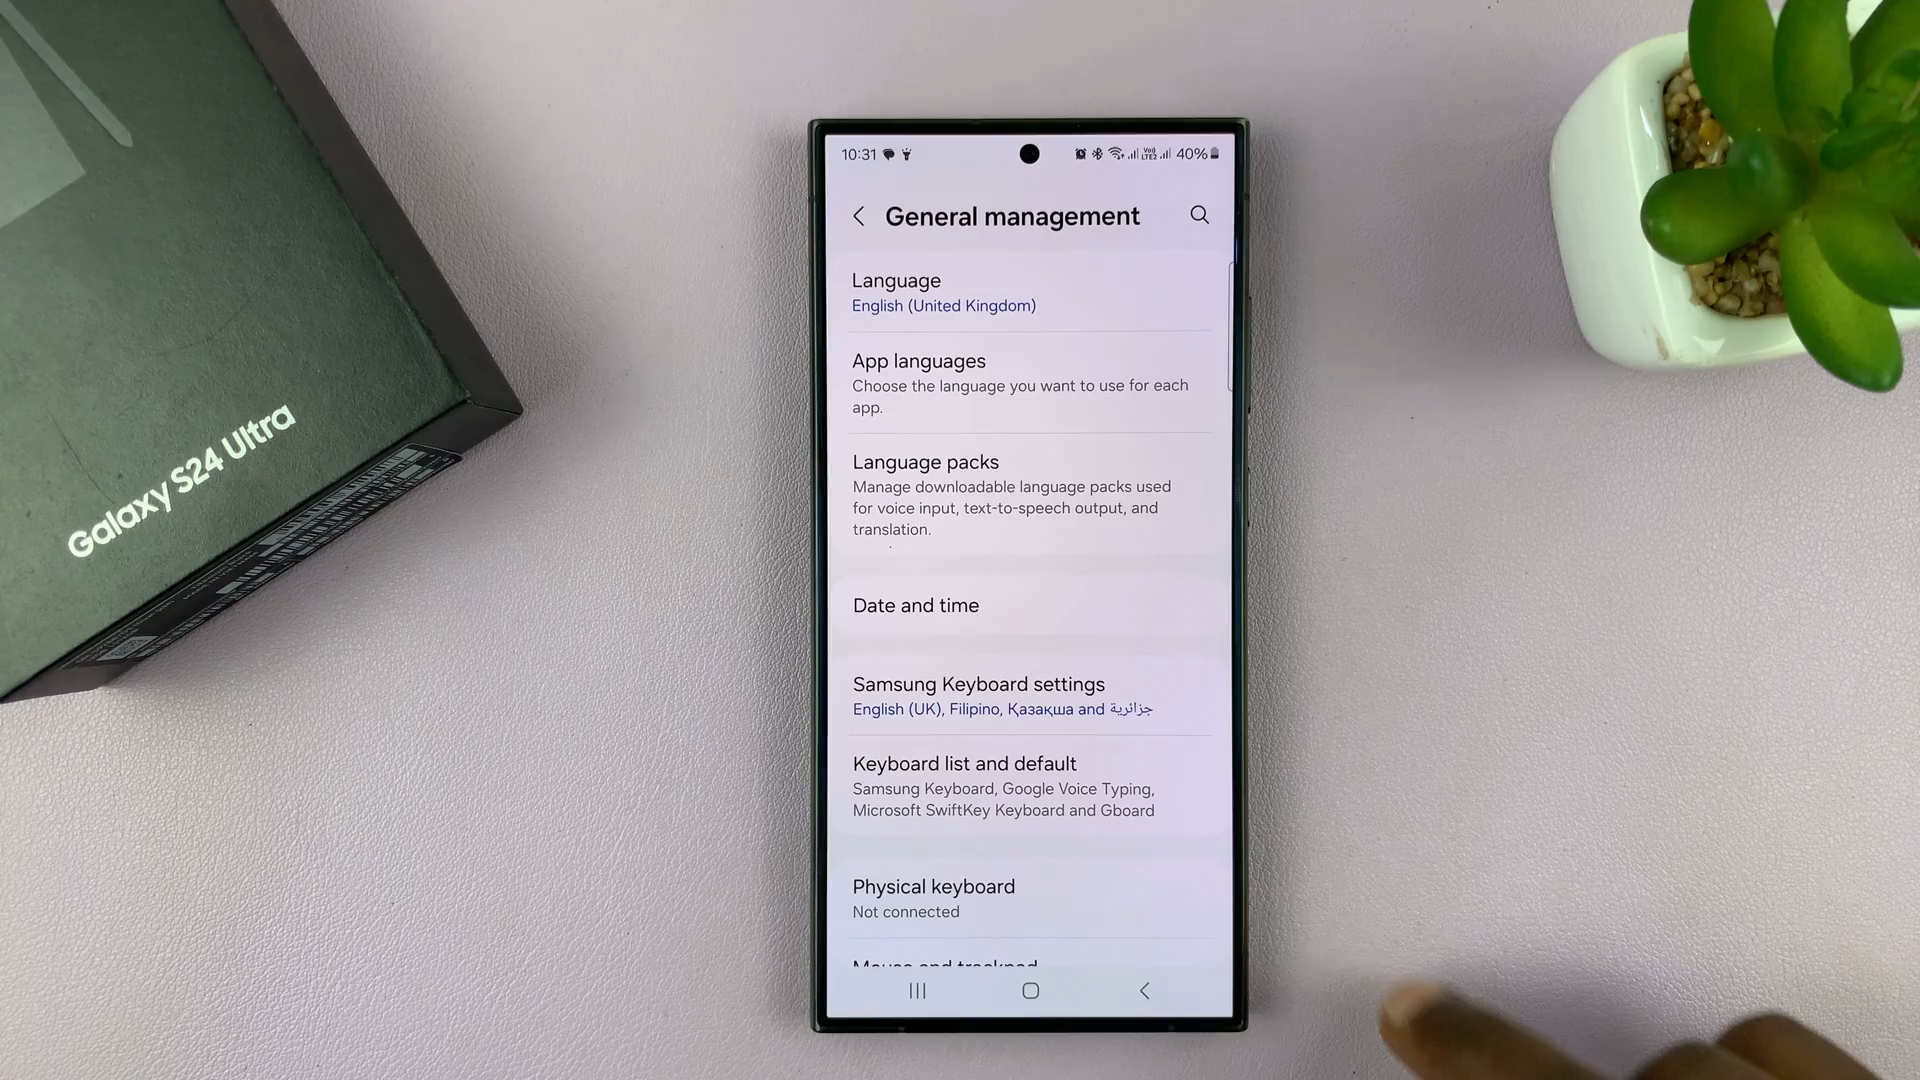 Galaxy S24 Ultra
10:31
40%
General management
Language
English (United Kingdom)
App languages
Choose the language you want to use for each
app.
Language packs
Manage downloadable language packs used
for voice input, text-to-speech output, and
translation.
Date and time
Samsung Keyboard settings
English (UK), Filipino, Қазақша and جزائرية
Keyboard list and default
Samsung Keyboard, Google Voice Typing,
Microsoft SwiftKey Keyboard and Gboard
Physical keyboard
Not connected
Mouse and trackpad